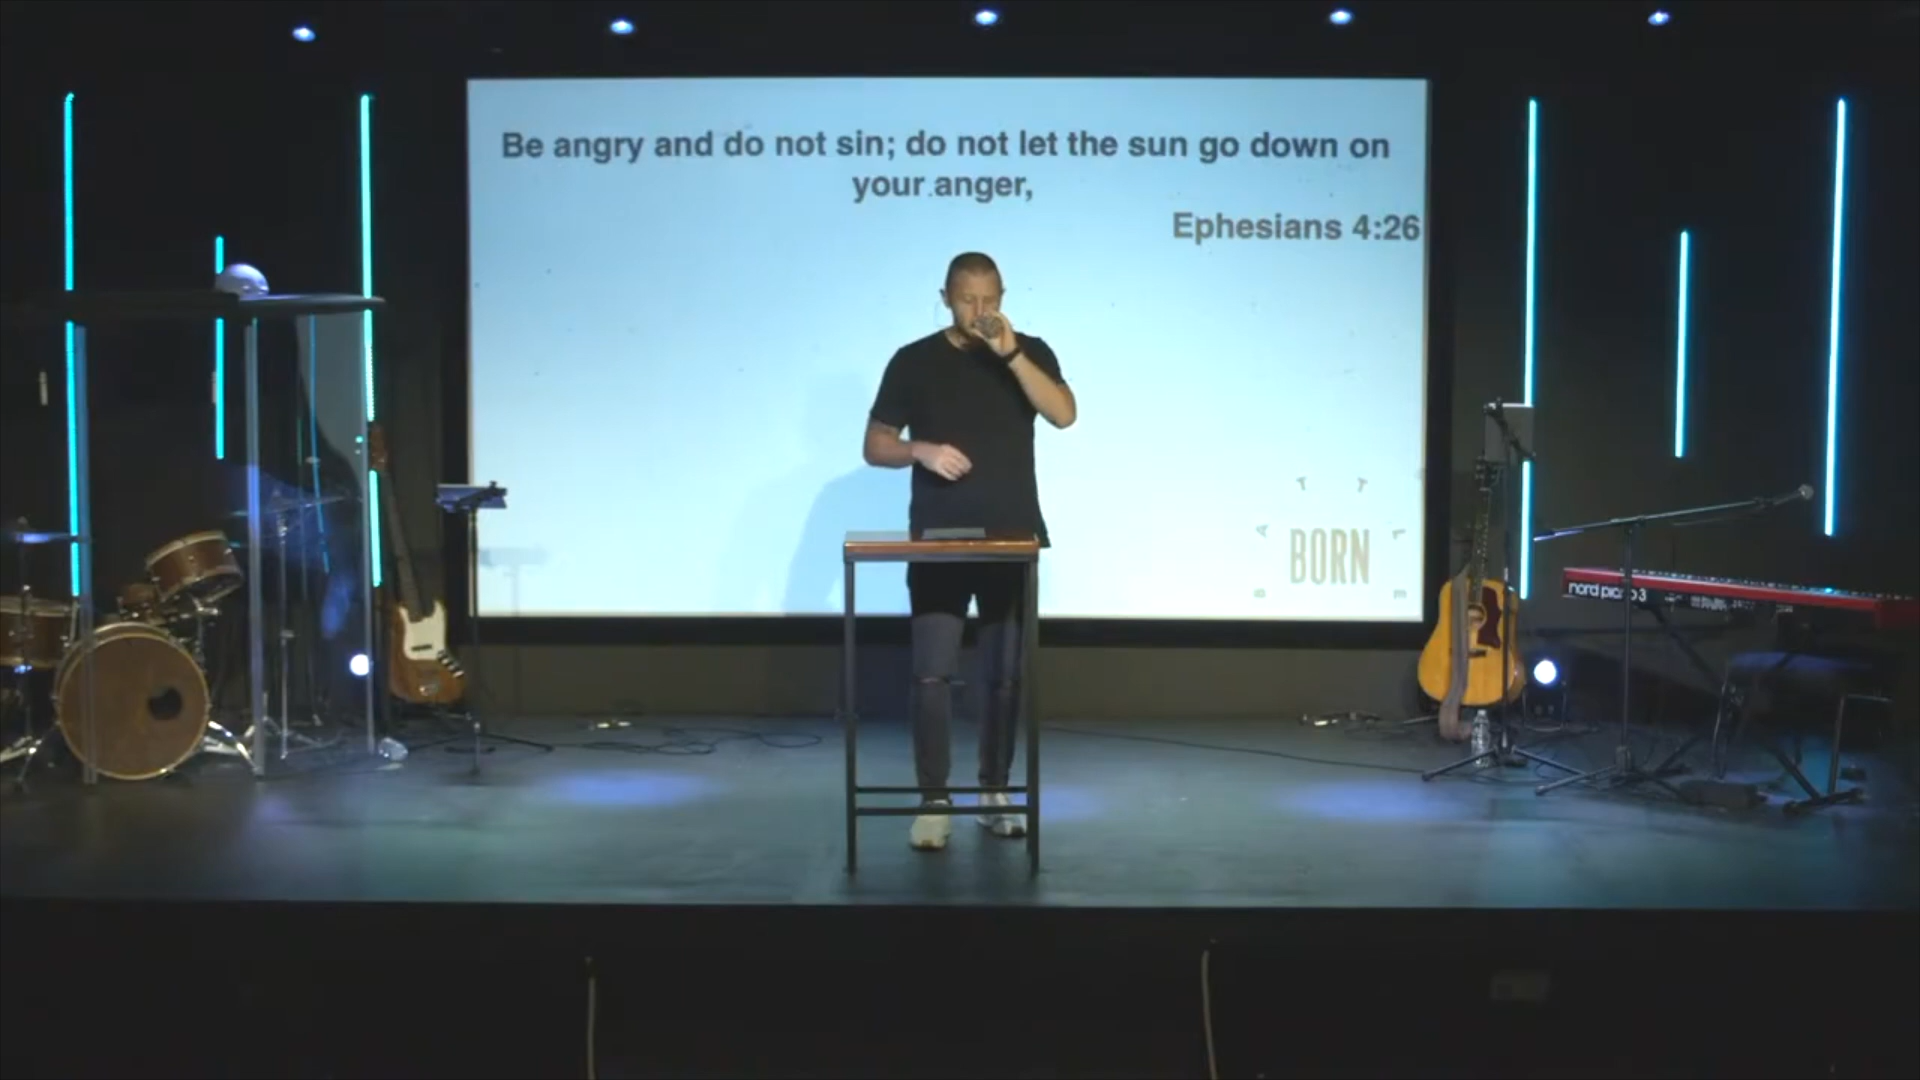 Be angry and do not sin; do not let the sun go down on
your anger,
Ephesians 4:26
BATTLE
BORN
nord piano 3